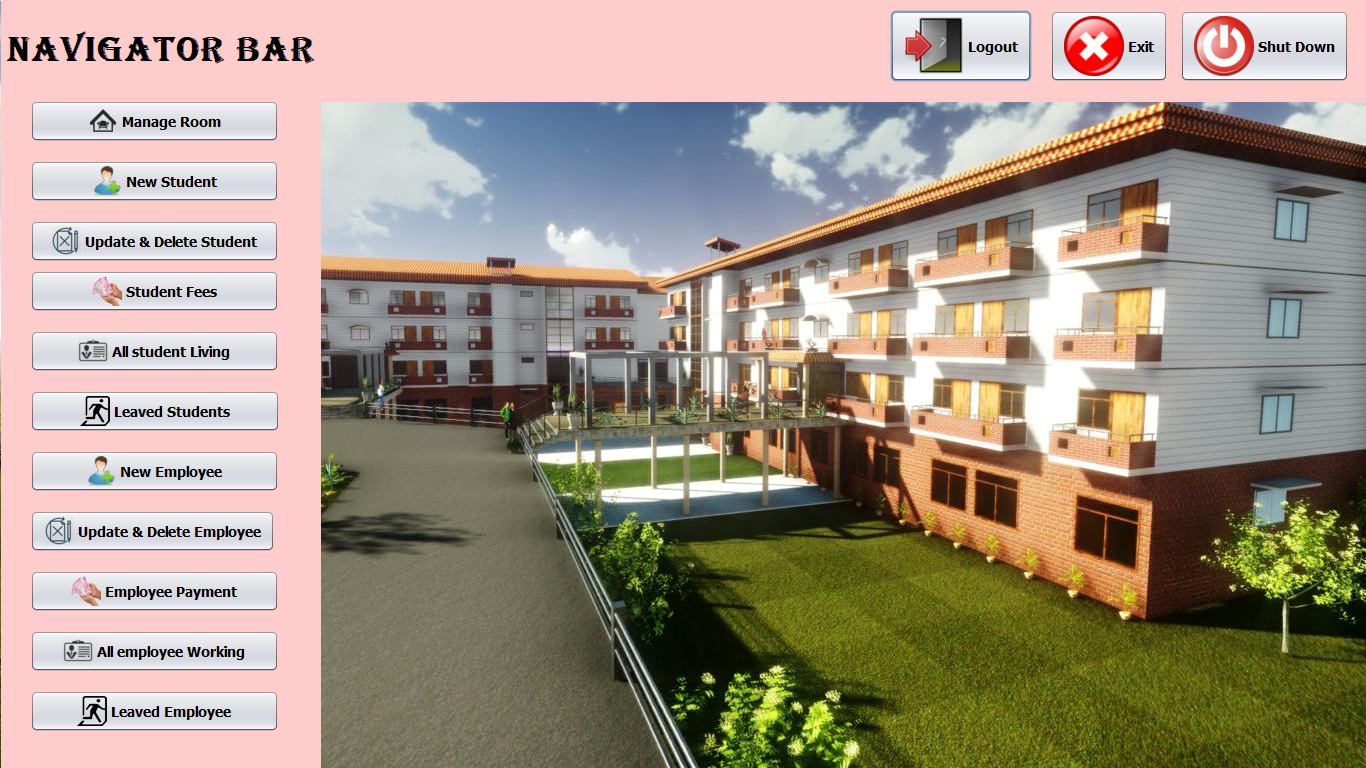 NAVIGATOR BAR
Logout
Exit
Shut Down
Manage Room
New Student
Update & Delete Student
Student Fees
All student Living
Leaved Students
New Employee
Update & Delete Employee
Employee Payment
All employee Working
Leaved Employee